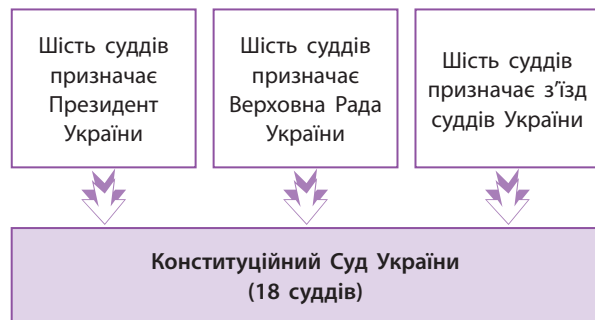 Шість суддів
призначає
Президент
України
Шість суддів
призначає
Верховна Рада
України
Шість суддів
призначає з’їзд
суддів України
Конституційний Суд України
(18 суддів)